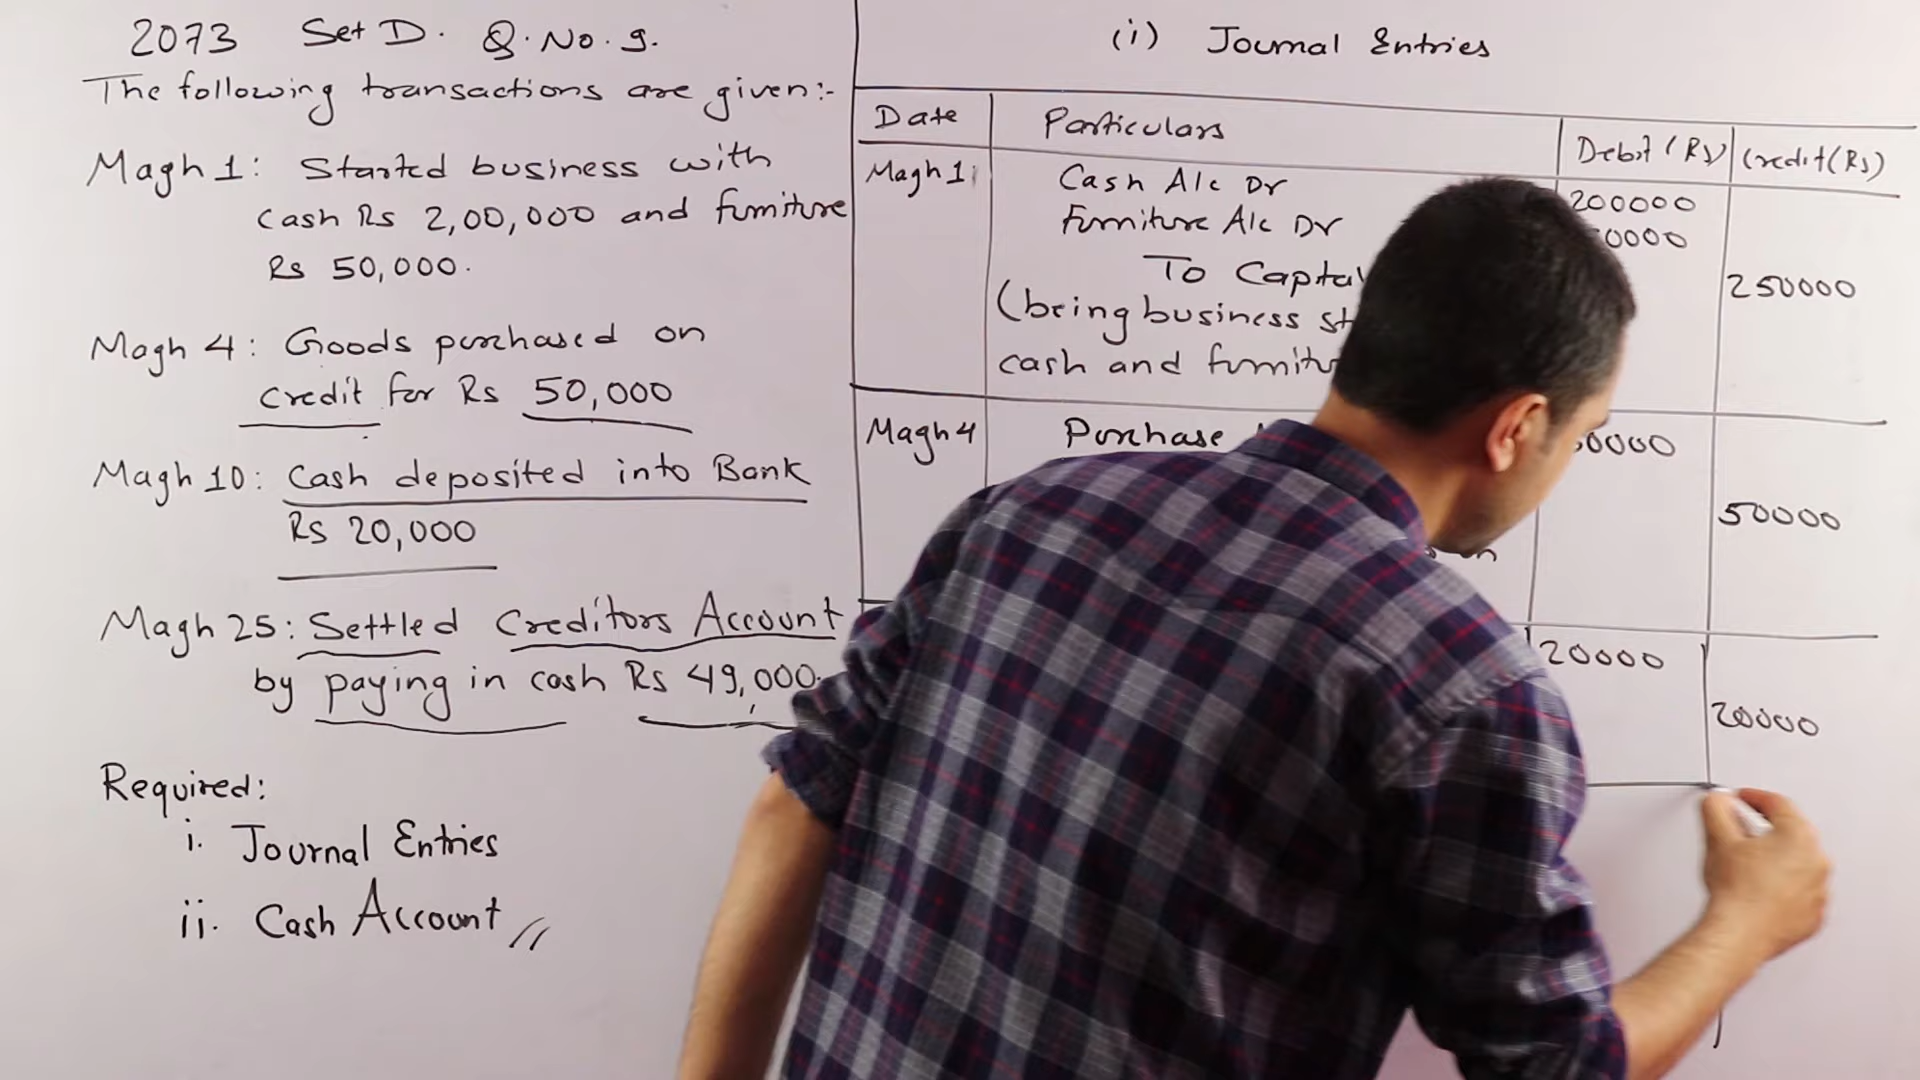 2073 Set D. Q. No. 9.
The following transactions are given:-
Magh 1: Started business with
cash Rs 2,00,000 and furniture
Rs 50,000.
Magh 4: Goods purchased on
credit for Rs 50,000
Magh 10: Cash deposited into Bank
Rs 20,000
Magh 25: Settled Creditors Account
by paying in cash Rs 49,000.
Required:
i. Journal Entries
ii. Cash Account
(i) Journal Entries
Date Particulars Debit (Rs) Credit (Rs)
Magh 1 Cash A/c Dr 200000
Furniture A/c Dr 0000
To Capital 250000
(being business st
cash and furnitur
Magh 4 Purchase 0000
50000
20000
20000